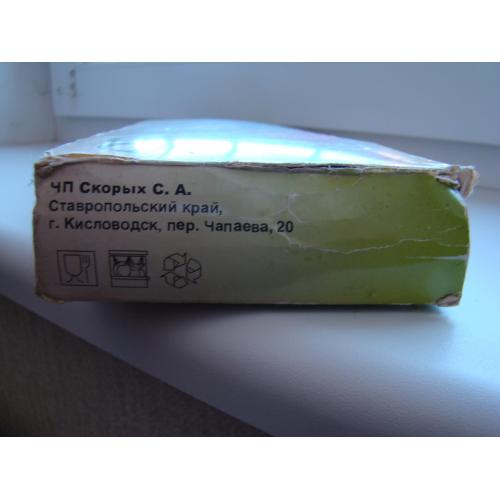 ЧП Скорых С. А.
Ставропольский край,
г. Кисловодск, пер. Чапаева, 20